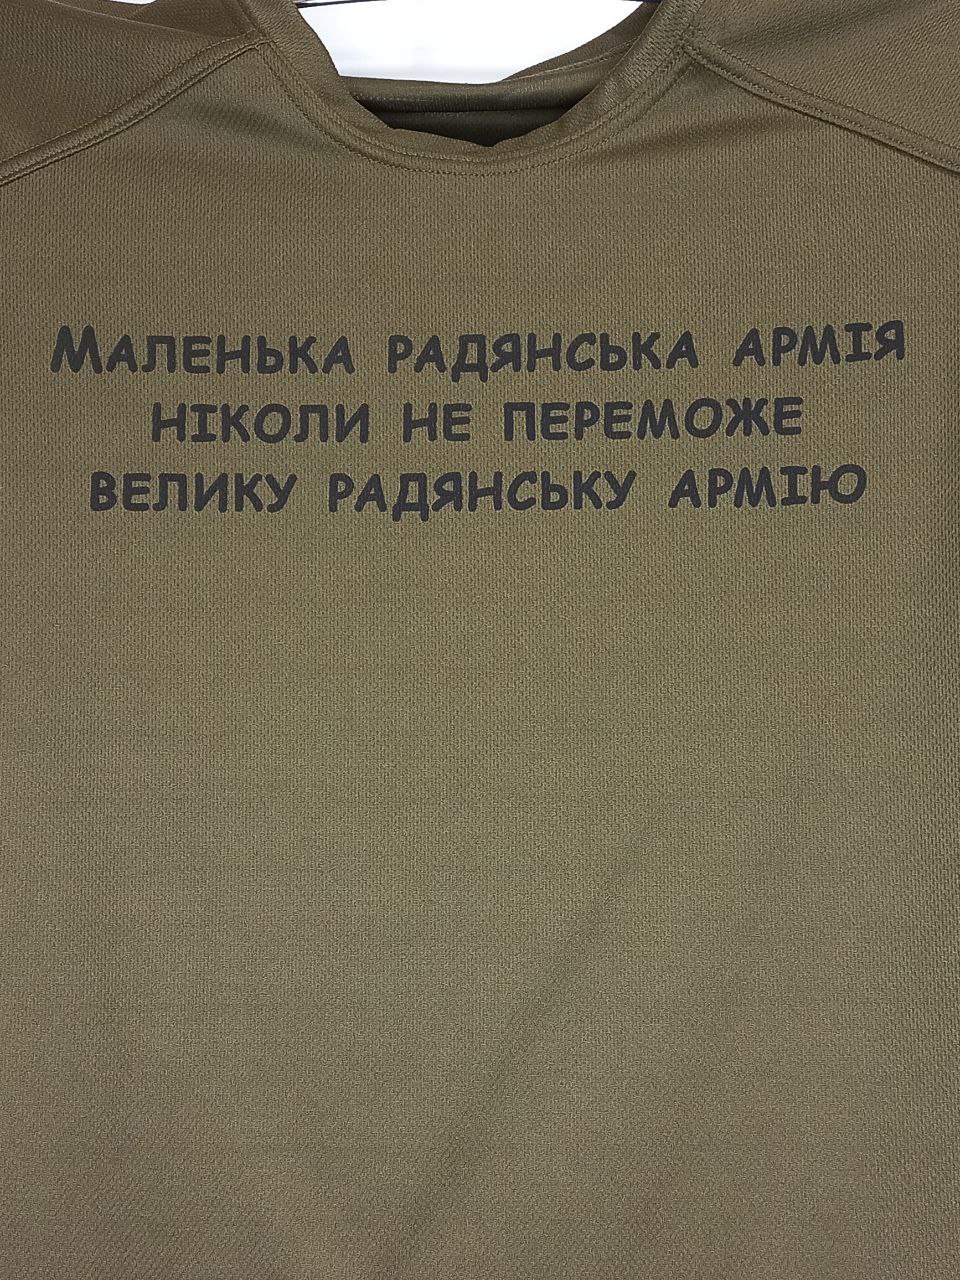 Маленька радянська армія
ніколи не переможе
велику радянську армію